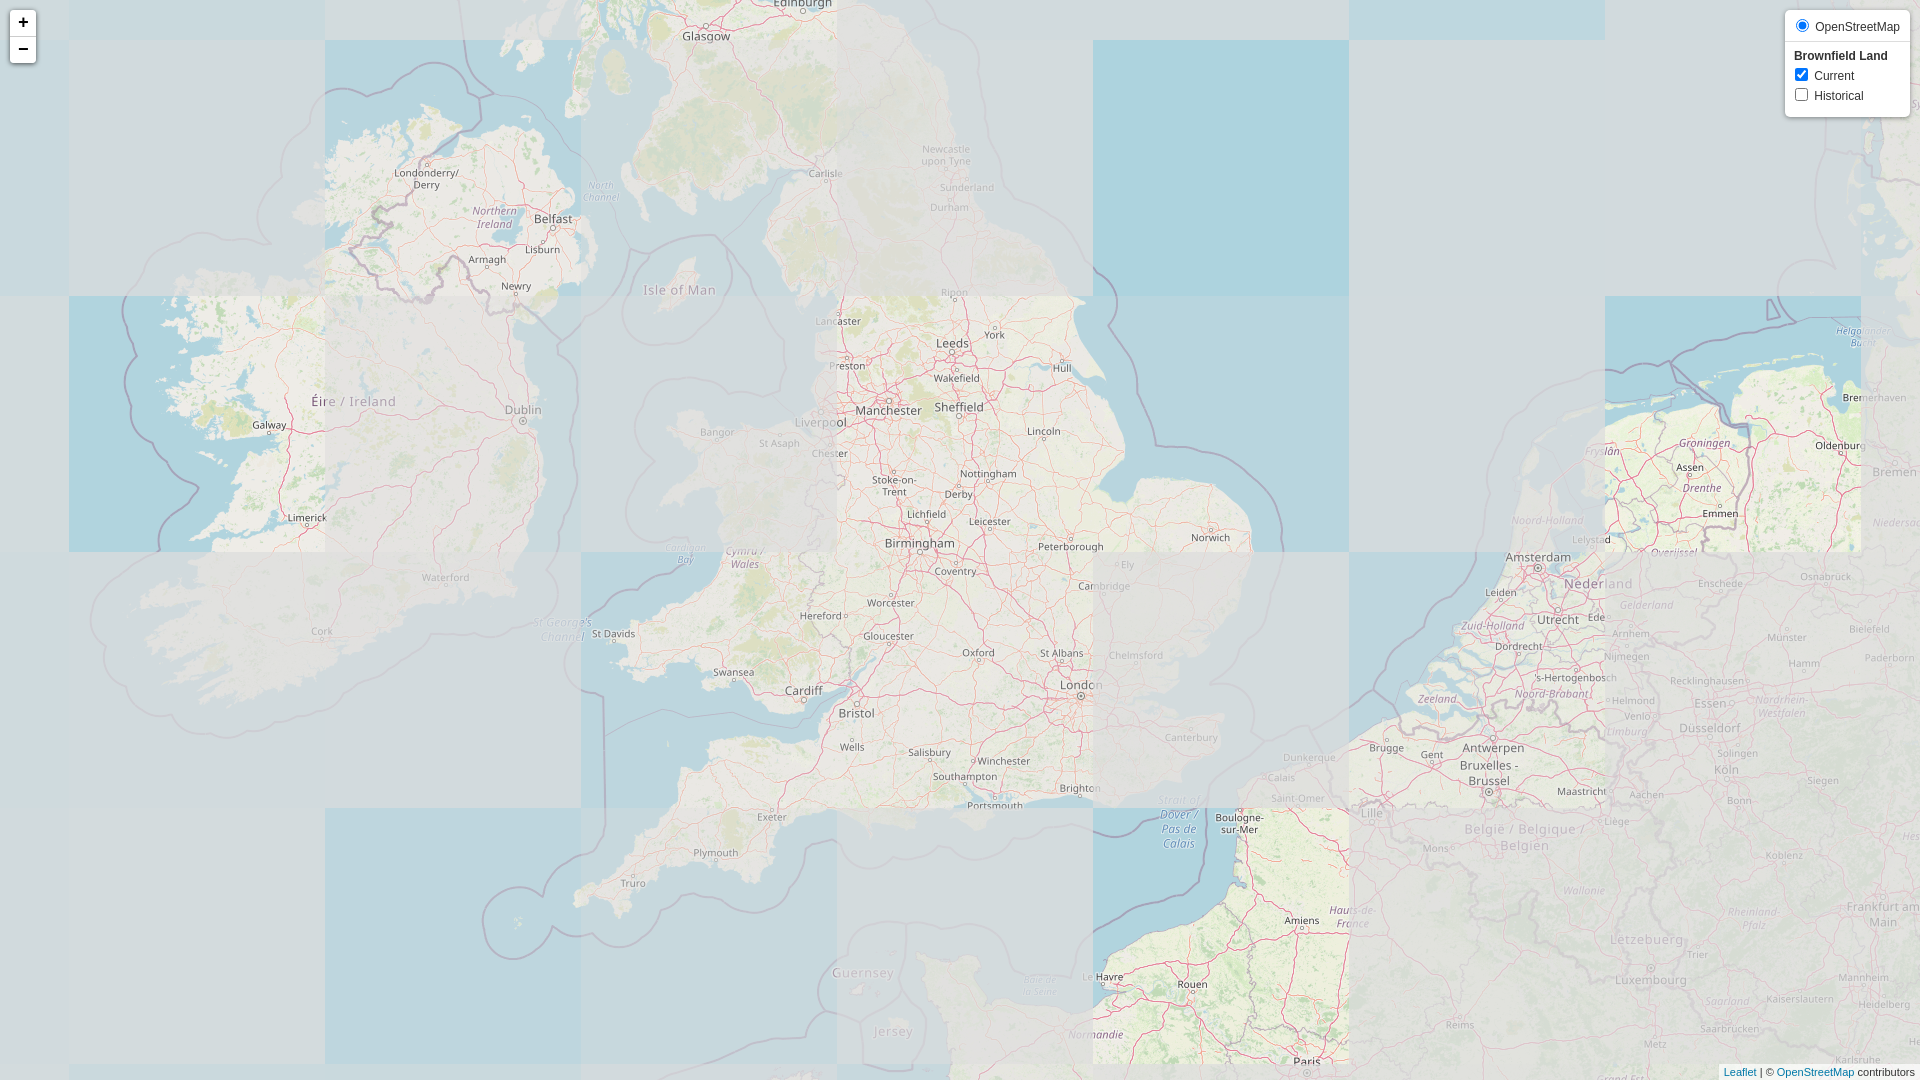 +
−
OpenStreetMap
Brownfield Land
Current
Historical
Edinburgh
Glasgow
Newcastle
upon Tyne
Londonderry/
Derry
Carlisle
North
Channel
Sunderland
Durham
Northern
Ireland
Belfast
Lisburn
Armagh
Newry
Isle of Man
Ripon
Lancaster
York
Leeds
Preston
Hull
Wakefield
Éire / Ireland
Dublin
Manchester
Sheffield
Galway
Liverpool
Bangor
St Asaph
Lincoln
Chester
Groningen
Oldenburg
Fryslân
Bremerhaven
Bremen
Assen
Drenthe
Emmen
Nottingham
Stoke-on-
Trent
Derby
Lichfield
Leicester
Limerick
Birmingham
Peterborough
Norwich
Noord-Holland
Lelystad
Cardigan
Bay
Cymru /
Wales
Coventry
Ely
Cambridge
Amsterdam
Overijssel
Enschede
Osnabrück
Waterford
Worcester
Hereford
Leiden
Nederland
Gelderland
Cork
St George's
Channel
St Davids
Gloucester
Zuid-Holland
Utrecht
Ede
Arnhem
Münster
Bielefeld
Oxford
St Albans
Chelmsford
Dordrecht
Nijmegen
Hamm
Paderborn
Swansea
Cardiff
London
's-Hertogenbosch
Recklinghausen
Zeeland
Noord-Brabant
Helmond
Essen
Nordrhein-
Westfalen
Bristol
Venlo
Düsseldorf
Limburg
Wells
Salisbury
Winchester
Canterbury
Brugge
Gent
Antwerpen
Bruxelles -
Brussel
Solingen
Köln
Siegen
Southampton
Dunkerque
Calais
Brighton
Saint-Omer
Maastricht
Aachen
Bonn
Portsmouth
Exeter
Strait of
Dover /
Pas de
Calais
Boulogne-
sur-Mer
Lille
Liège
België / Belgique /
Belgien
Plymouth
Mons
Koblenz
Truro
Wallonie
Amiens
Hauts-de-
France
Rheinland-
Pfalz
Frankfurt am
Main
Lëtzebuerg
Trier
Guernsey
Baie de
la Seine
Le Havre
Rouen
Luxembourg
Mannheim
Jersey
Normandie
Reims
Saarland
Kaiserslautern
Heidelberg
Saarbrücken
Metz
Paris
Karlsruhe
Grand Est
Leaflet | © OpenStreetMap contributors